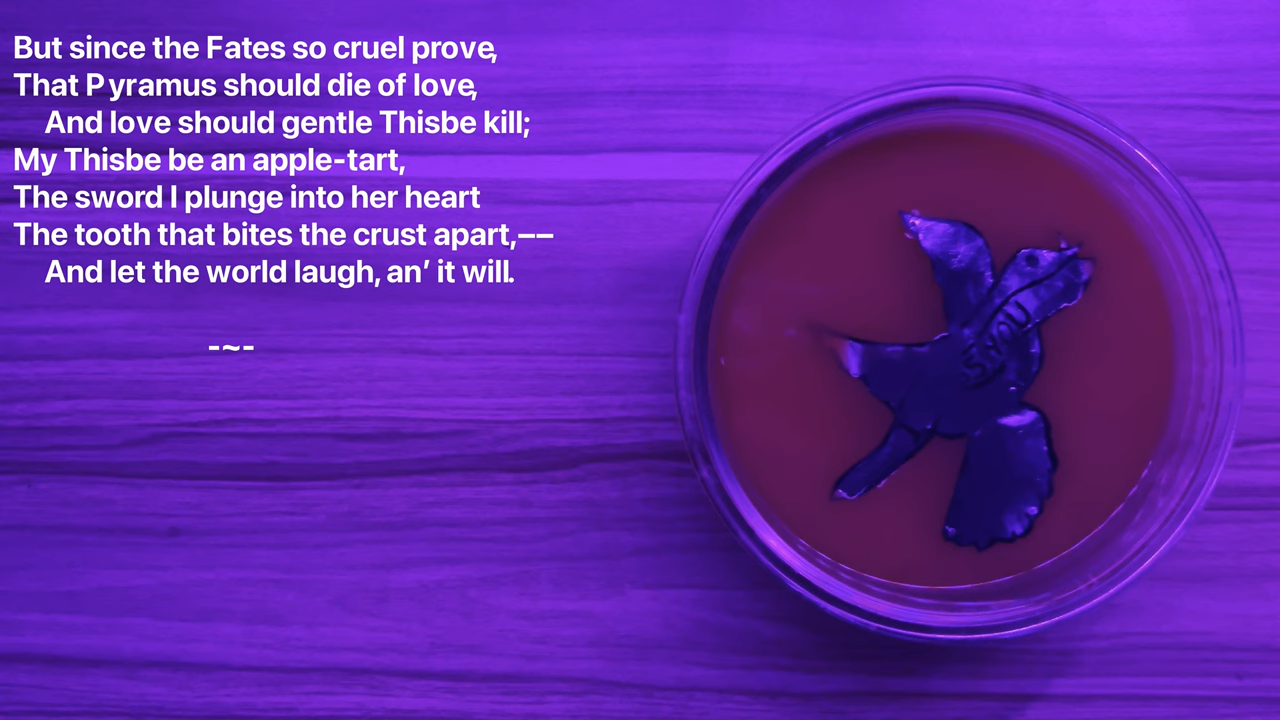 But since the Fates so cruel prove,
That Pyramus should die of love,
And love should gentle Thisbe kill;
My Thisbe be an apple-tart,
The sword I plunge into her heart
The tooth that bites the crust apart,——
And let the world laugh, an’ it will.
-~-